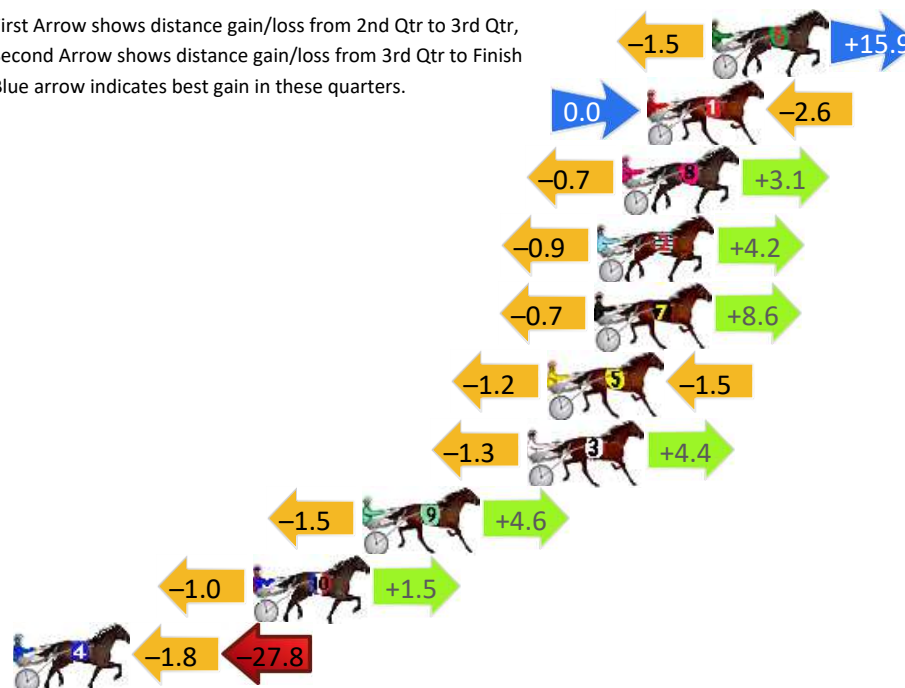 irst Arrow shows distance gain/loss from 2nd Qtr to 3rd Qtr,
econd Arrow shows distance gain/loss from 3rd Qtr to Finish
Blue arrow indicates best gain in these quarters.
–1.5 6 +15.9
0.0 1 –2.6
–0.7 8 +3.1
–0.9 +4.2
–0.7 7 +8.6
–1.2 5 –1.5
–1.3 3 +4.4
–1.5 9 +4.6
–1.0 10 +1.5
4 –1.8 –27.8